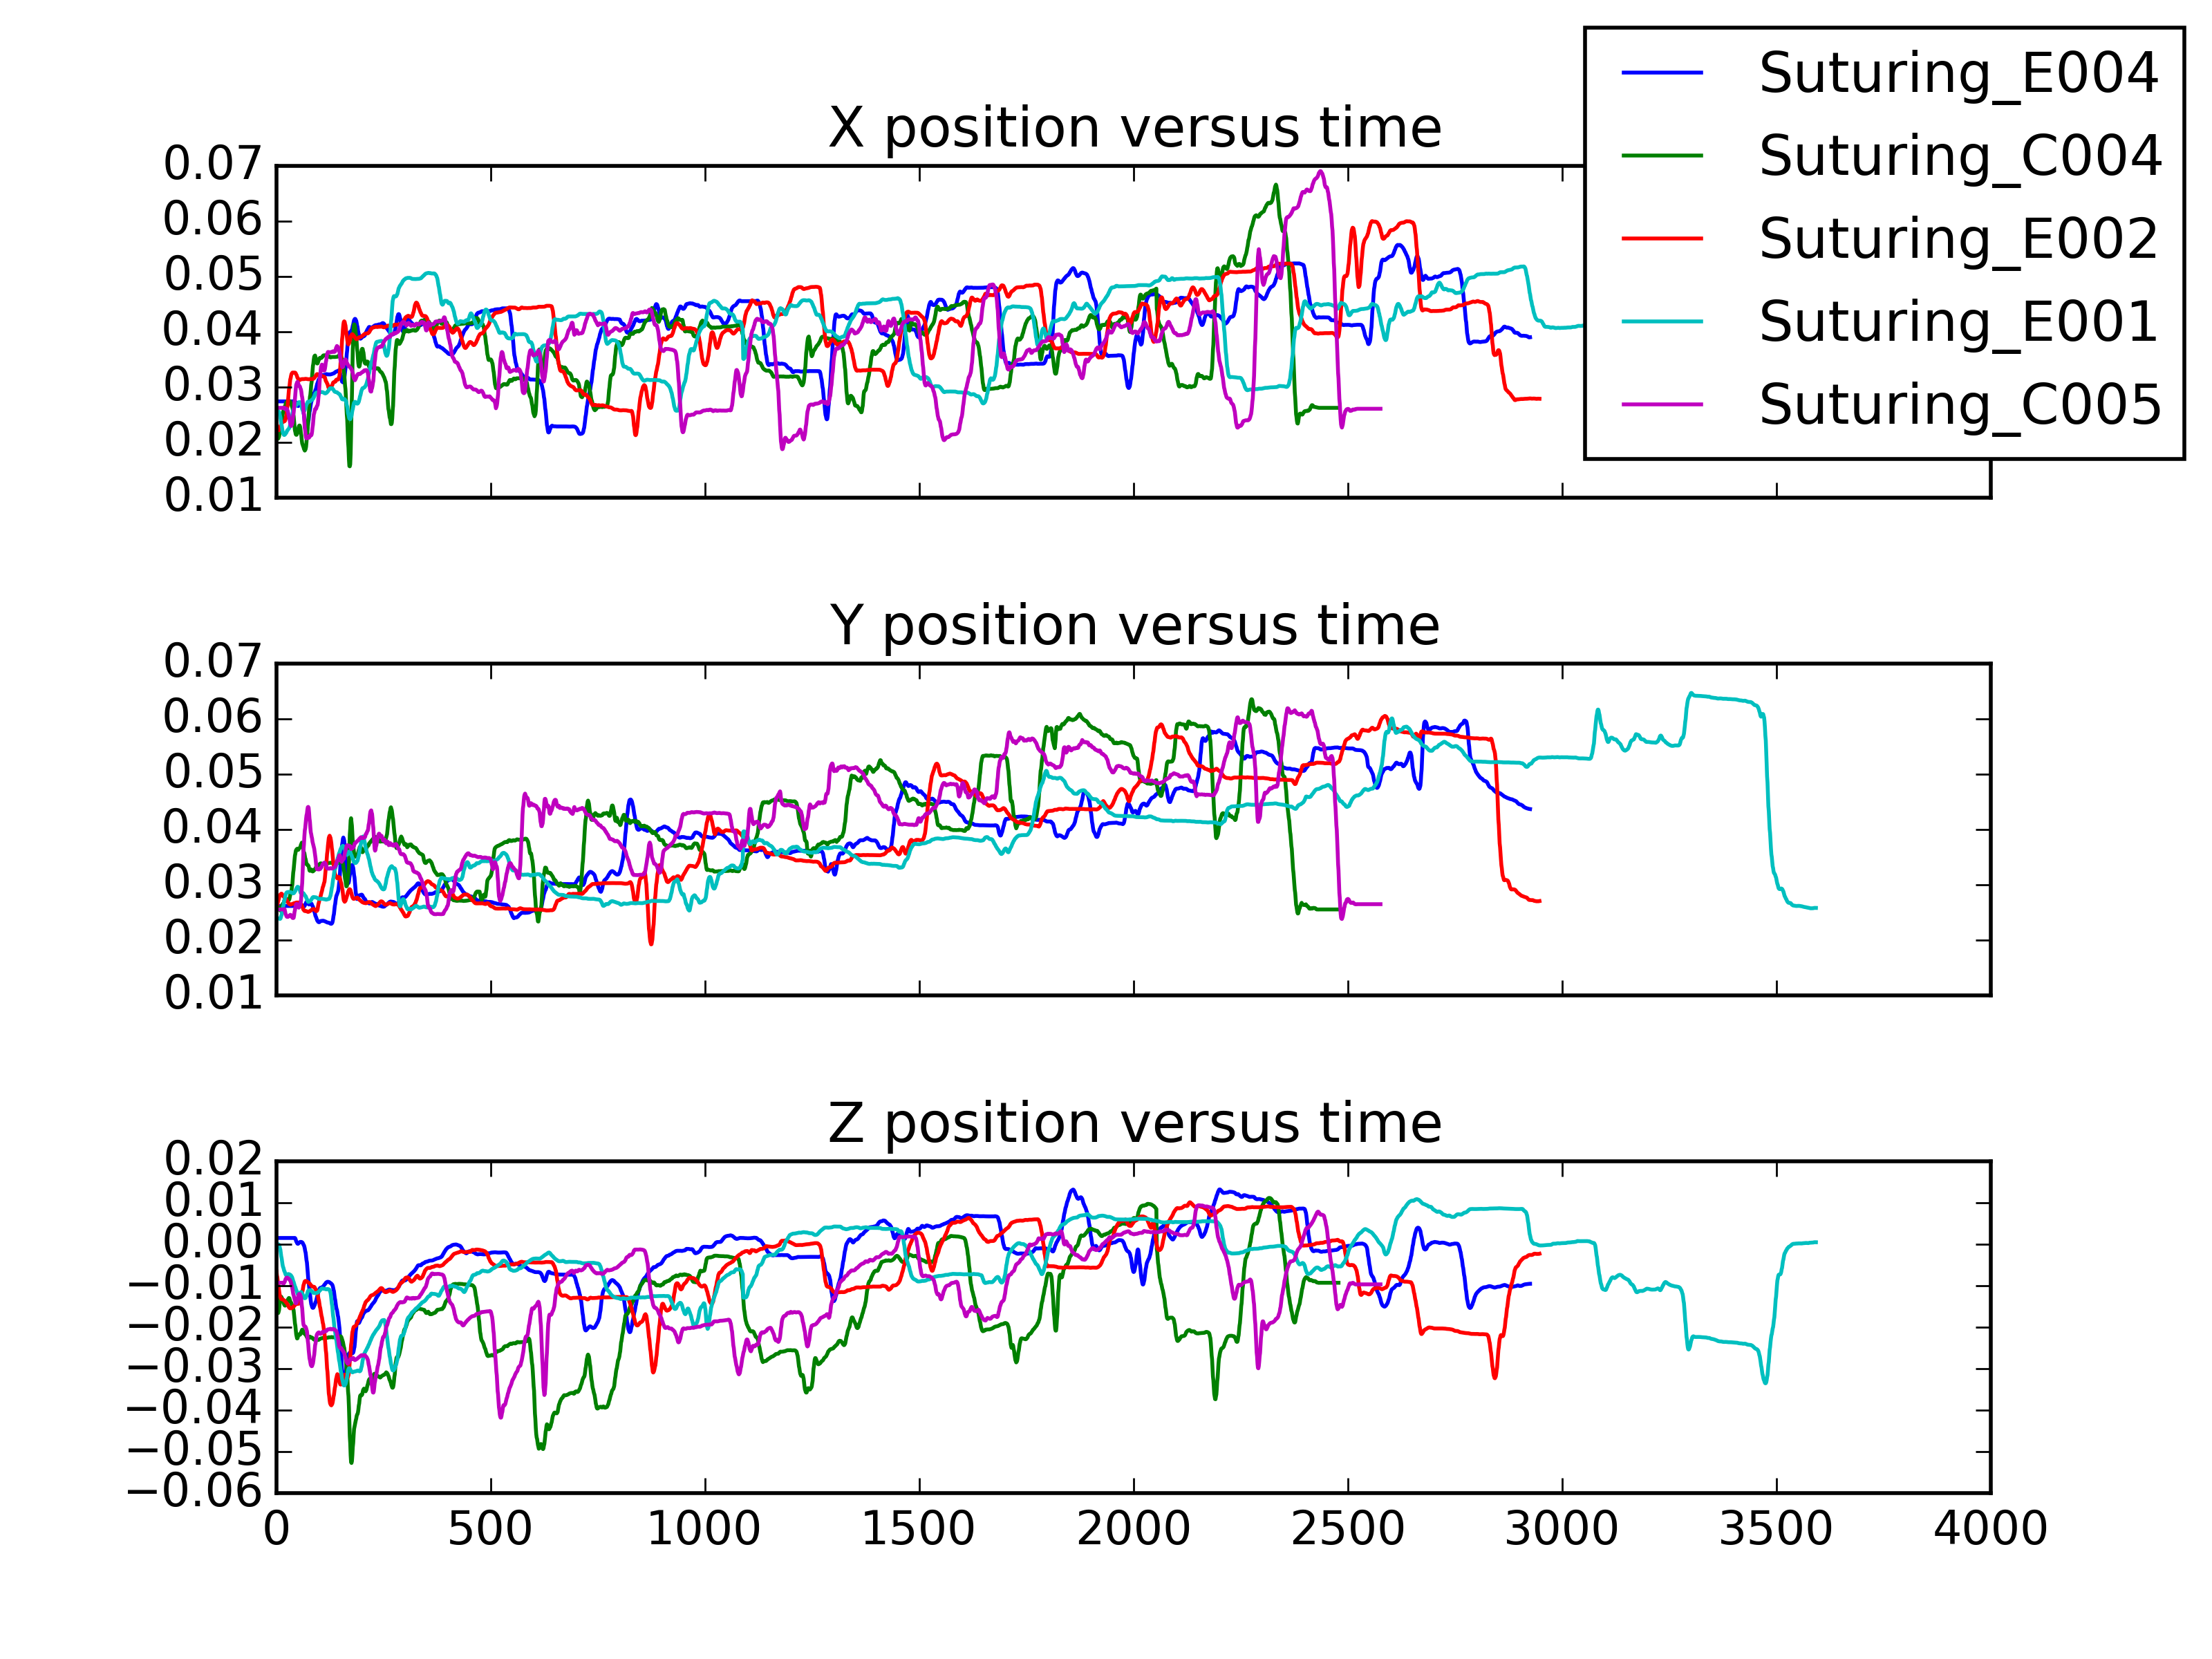 Suturing_E004
Suturing_C004
Suturing_E002
Suturing_E001
Suturing_C005
X position versus time
0.07
0.06
0.05
0.04
0.03
0.02
0.01
Y position versus time
0.07
0.06
0.05
0.04
0.03
0.02
0.01
Z position versus time
0.02
0.01
0.00
−0.01
−0.02
−0.03
−0.04
−0.05
−0.06
0 500 1000 1500 2000 2500 3000 3500 4000